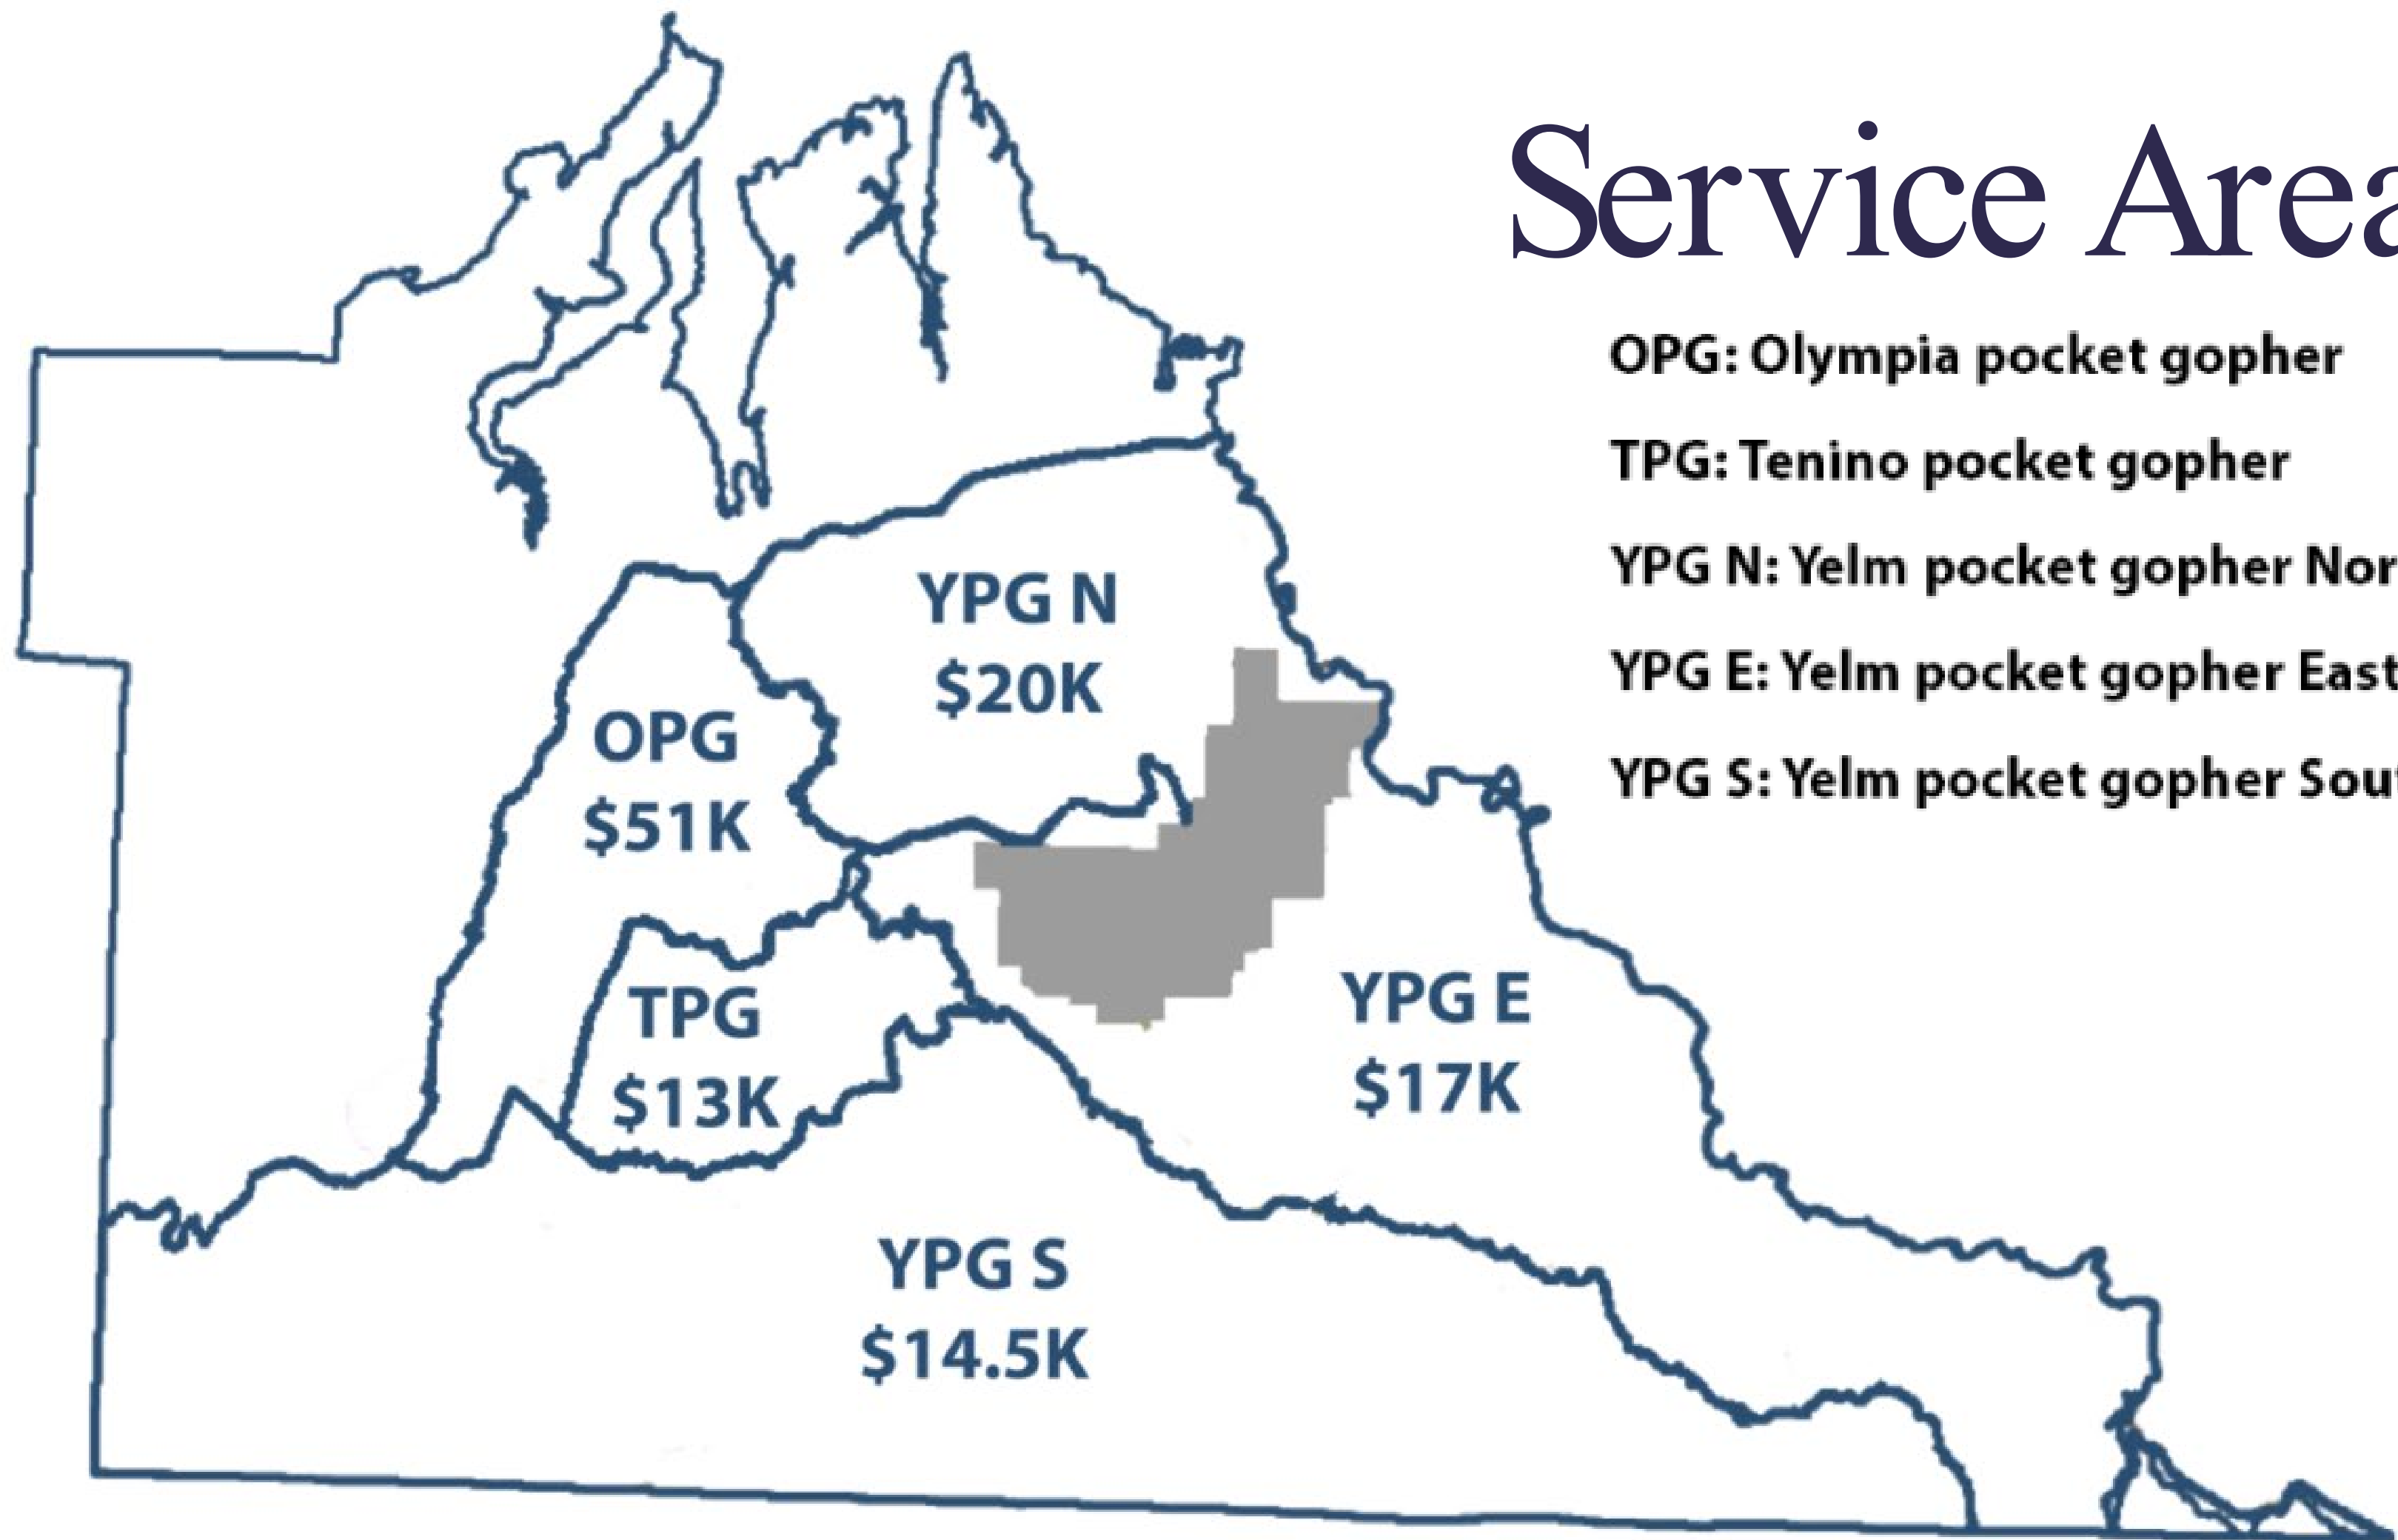 Service Area
OPG: Olympia pocket gopher
TPG: Tenino pocket gopher
YPG N: Yelm pocket gopher Nor
YPG E: Yelm pocket gopher East
YPG S: Yelm pocket gopher Sout
YPG N
$20K
OPG
$51K
TPG
$13K
YPG E
$17K
YPG S
$14.5K